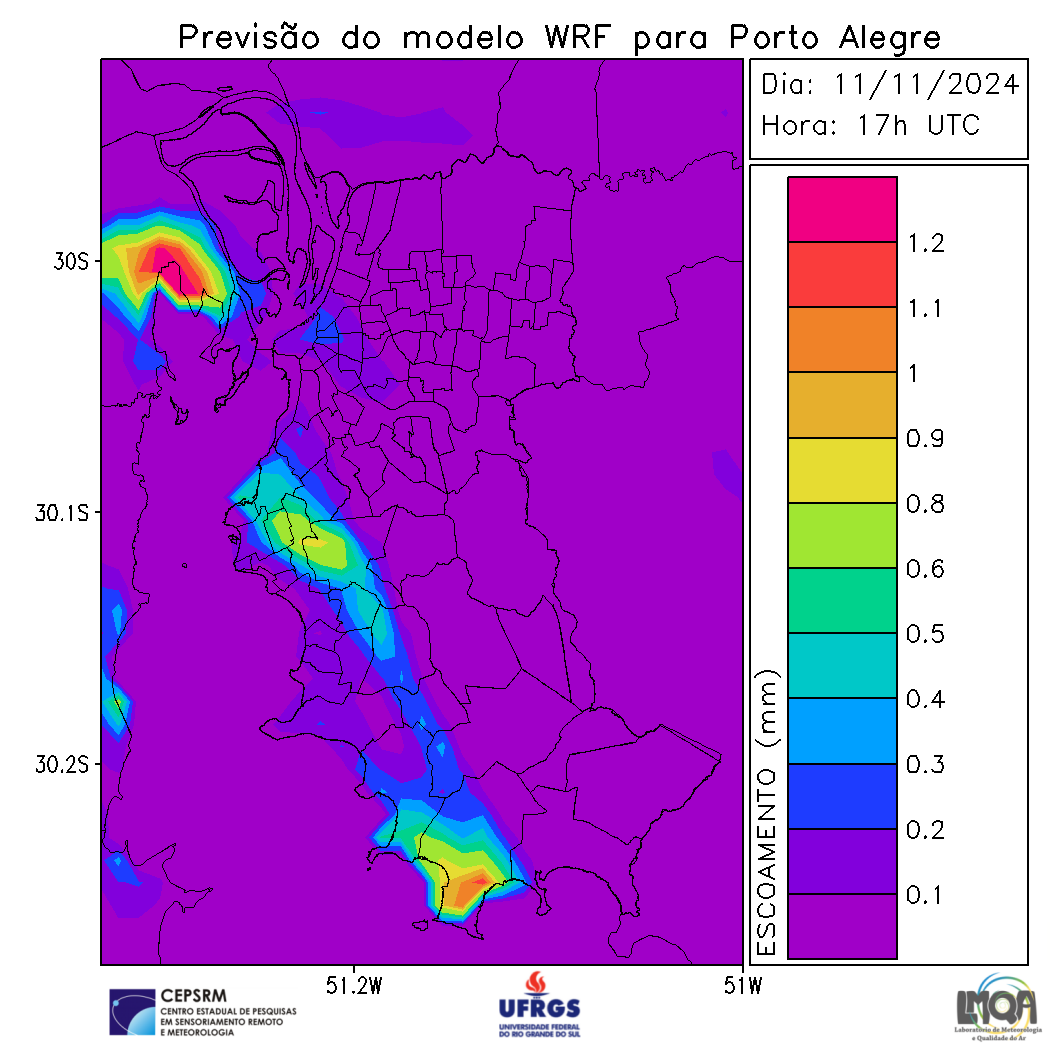 Previsão do modelo WRF para Porto Alegre
Dia: 11/11/2024
Hora: 17h UTC
30S
30.1S
30.2S
51.2W
51W
ESCOAMENTO (mm)
1.2
1.1
1
0.9
0.8
0.6
0.5
0.4
0.3
0.2
0.1
CEPSRM
CENTRO ESTADUAL DE PESQUISAS
EM SENSORIAMENTO REMOTO
E METEOROLOGIA
UFRGS
UNIVERSIDADE FEDERAL
DO RIO GRANDE DO SUL
LMQA
Laboratório de Meteorologia
e Qualidade do Ar